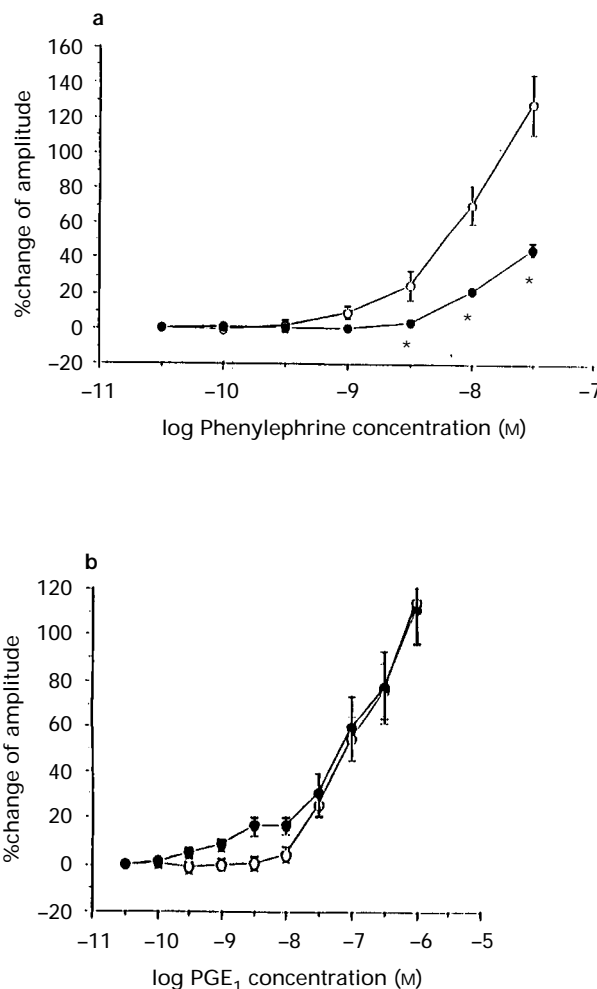 a
160
140
120
100
80
60
40
20
0
−20
%change of amplitude
* * *
−11 −10 −9 −8 −7
log Phenylephrine concentration (M)
b
120
100
80
60
40
20
0
−20
%change of amplitude
−11 −10 −9 −8 −7 −6 −5
log PGE₁ concentration (M)